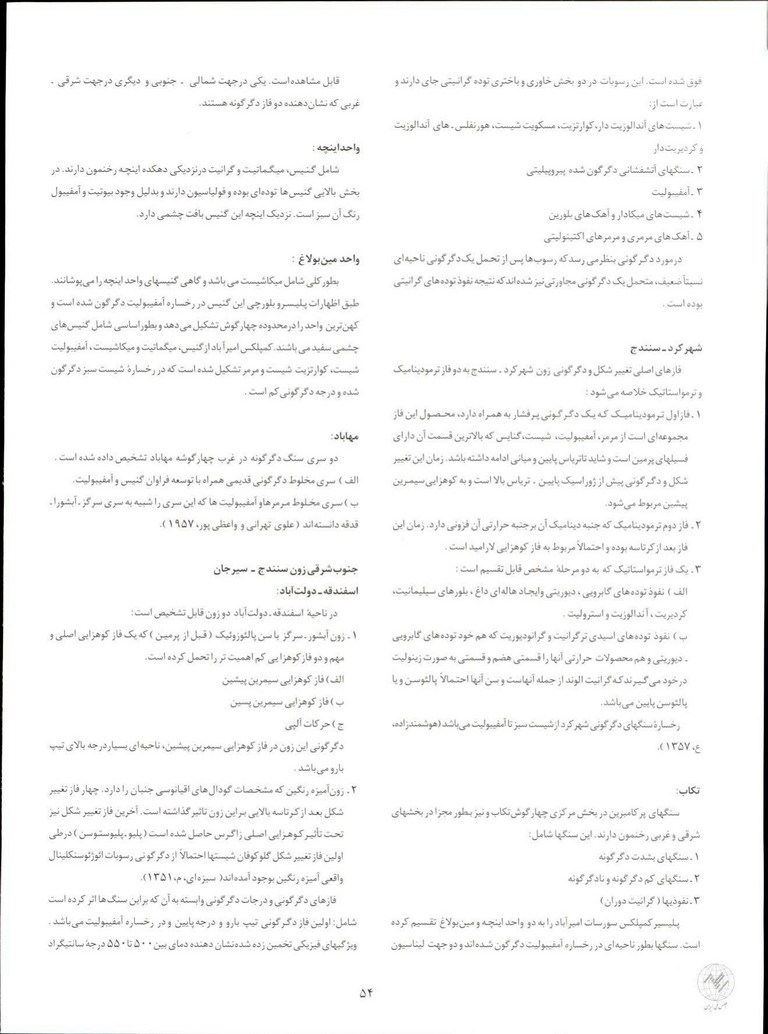 فوق شده است. این رسوبات در دو بخش خاوری و باختری توده گرانیتی جای دارند و
عبارت است از:
۱ ـ شیست‌های آندالوزیت دار، کوارتزیت، مسکویت شیست، هورنفلس ـ های آندالوزیت
و کردیریت‌دار
۲ ـ سنگهای آتشفشانی دگرگون شده پیروپیلیتی
۳ ـ آمفیبولیت
۴ ـ شیست‌های میکادار و آهک‌های بلورین
۵ ـ آهک‌های مرمری و مرمرهای اکتینولیتی
درمورد دگرگونی بنظرمی رسد که رسوب‌ها پس از تحمل یک دگرگونی ناحیه‌ای
نسبتاً ضعیف، متحمل یک دگرگونی مجاورتی نیز شده‌اند که نتیجه نفوذ توده‌های گرانیتی
بوده است .
شهرکرد ـ سنندج
فازهای اصلی تغییر شکل و دگرگونی زون شهرکرد ـ سنندج به دو فاز ترمودینامیک
و ترمواستاتیک خلاصه می‌شود :
۱ ـ فازاول ترمودینامیک که یک دگرگونی پرفشار به همراه دارد، محصول این فاز
مجموعه‌ای است از مرمر، آمفیبولیت، شیست، گنایس که بالاترین قسمت آن دارای
فسیلهای پرمین است و شاید تاتریاس پایین و میانی ادامه داشته باشد. زمان این تغییر
شکل و دگرگونی پیش از ژوراسیک پایین ـ تریاس بالا است و به کوهزایی سیمرین
پیشین مربوط می‌شود.
۲ ـ فاز دوم ترمودینامیک که جنبه دینامیک آن برجنبه حرارتی آن فزونی دارد. زمان این
فاز بعد ازکرتاسه بوده و احتمالاً مربوط به فاز کوهزایی لارامید است .
۳ ـ یک فاز ترمواستاتیک که به دو مرحلهٔ مشخص قابل تقسیم است :
الف ) نفوذ توده‌های گابرویی ، دیوریتی وایجاد هاله‌ای داغ ، بلورهای سیلیمانیت،
کردیریت ، آندالوزیت و استرولیت .
ب ) نفوذ توده‌های اسیدی ترگرانیت و گرانودیوریت که هم خود توده‌های گابرویی
ـ دیوریتی و هم محصولات حرارتی آنها را قسمتی هضم و قسمتی به صورت زینولیت
درخود می‌گیرند که گرانیت الوند از جمله آنهاست و سن آنها احتمالاً پالئوسن و یا
پالئوسن پایین می‌باشد.
رخسارهٔ سنگهای دگرگونی شهرکرد ازشیست سبز تا آمفیبولیت می‌باشد (هوشمندزاده،
ع، ۱۳۵۷ ).
تکاب:
سنگهای پرکامبرین در بخش مرکزی چهارگوش تکاب و نیز بطور مجزا در بخشهای
شرقی و غربی رخنمون دارند. این سنگها شامل:
۱ ـ سنگهای بشدت دگرگونه
۲ ـ سنگهای کم دگرگونه و نادگرگونه
۳ ـ نفوذیها ( گرانیت دوران)
پلیسیر کمپلکس سورسات امیرآباد را به دو واحد اینچه و مین‌بولاغ تقسیم کرده
است. سنگها بطور ناحیه‌ای در رخساره آمفیبولیت دگرگون شده‌اند و دو جهت لیناسیون
قابل مشاهده است. یکی درجهت شمالی ـ جنوبی و دیگری درجهت شرقی ـ
غربی که نشان‌دهنده دو فاز دگرگونه هستند.
واحد‌اینچه :
شامل گنیس، میگماتیت و گرانیت درنزدیکی دهکده اینچه رخنمون دارند. در
بخش بالایی گنیس‌ها توده‌ای بوده و فولیاسیون دارند و بدلیل وجود بیوتیت و آمفیبول
رنگ آن سبز است. نزدیک اینچه این گنیس بافت چشمی دارد.
واحد مین‌بولاغ :
بطورکلی شامل میکاشیست می باشد و گاهی گنیسهای واحد اینچه را می‌پوشانند.
طبق اظهارات پلیسر و بلورچی این گنیس در رخساره آمفیبولیت دگرگون شده است و
کهن‌ترین واحد را درمحدوده چهارگوش تشکیل می‌دهد و بطوراساسی شامل گنیس‌های
چشمی سفید می باشند. کمپلکس امیرآباد ازگنیس، میگماتیت و میکاشیست، آمفیبولیت
شیست، کوارتزیت شیست و مرمر تشکیل شده است که در رخسارهٔ شیست سبز دگرگون
شده و درجه دگرگونی کم است .
مهاباد:
دو سری سنگ دگرگونه در غرب چهارگوشه مهاباد تشخیص داده شده است .
الف ) سری مخلوط دگرگونی قدیمی همراه با توسعه فراوان گنیس و آمفیبولیت.
ب ) سری مخلوط مرمرها و آمفیبولیت ها که این سری را شبیه به سری سرگز ـ آبشورا ـ
قدقه دانسته‌اند ( علوی تهرانی و واعظی پور، ۱۹۵۷ ).
جنوب‌شرقی زون سنندج ـ سیرجان
اسفندقه ـ دولت‌آباد:
در ناحیهٔ اسفندقه ـ دولت‌آباد دو زون قابل تشخیص است:
۱ ـ زون آبشور ـ سرگز با سن پالئوزوئیک ( قبل از پرمین ) که یک فاز کوهزایی اصلی و
مهم و دو فاز کوهزایی کم اهمیت تر را تحمل کرده است.
الف) فاز کوهزایی سیمرین پیشین
ب ) فاز کوهزایی سیمرین پسین
ج ) حرکات آلپی
دگرگونی این زون در فاز کوهزایی سیمرین پیشین، ناحیه‌ای بسیاردرجه بالای تیپ
بارو می‌باشد .
۲ ـ زون‌آمیزه رنگین که مشخصات گودال‌های اقیانوسی جنبان را دارد. چهار فاز تغییر
شکل بعد ازکرتاسه بالایی براین زون تاثیر گذاشته است. آخرین فاز تغییر شکل نیز
تحت تأثیر کوهزایی اصلی زاگرس حاصل شده است ( پلیوـ پلیوستوسن ) درطی
اولین فاز تغییر شکل گلوکوفان شیستها احتمالاً از دگرگونی رسوبات ائوژئوسنکلینال
واقعی آمیزه رنگین بوجود آمده‌اند( سبزه‌ای، م، ۱۳۵۱).
فازهای دگرگونی و درجات دگرگونی وابسته به آن که براین سنگ‌ها اثر کرده است
شامل: اولین فاز دگرگونی تیپ بارو و درجه پایین و در رخساره آمفیبولیت می‌باشد .
ویژگیهای فیزیکی تخمین زده شده نشان دهنده دمای بین ۵۰۰ تا ۵۵۰ درجهٔ سانتیگراد
۵۴